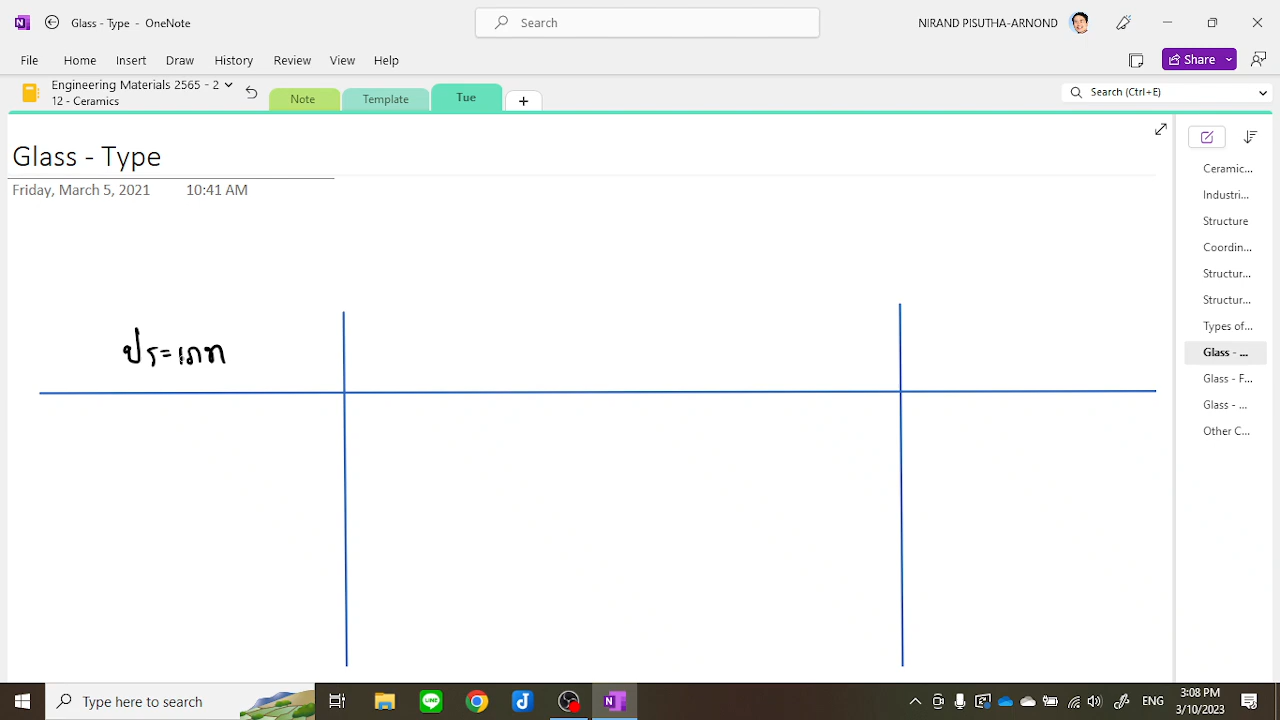 Glass - Type - OneNote
Search
NIRAND PISUTHA-ARNOND
File Home Insert Draw History Review View Help
Share
Engineering Materials 2565 - 2
12 - Ceramics
Note
Template
Tue
+
Search (Ctrl+E)
Glass - Type
Friday, March 5, 2021 10:41 AM
Ceramic...
Industri...
Structure
Coordin...
Structur...
Structur...
Types of...
Glass - ...
Glass - F...
Glass - ...
Other C...
ประเภท
Type here to search
ENG
3:08 PM
3/10/2023